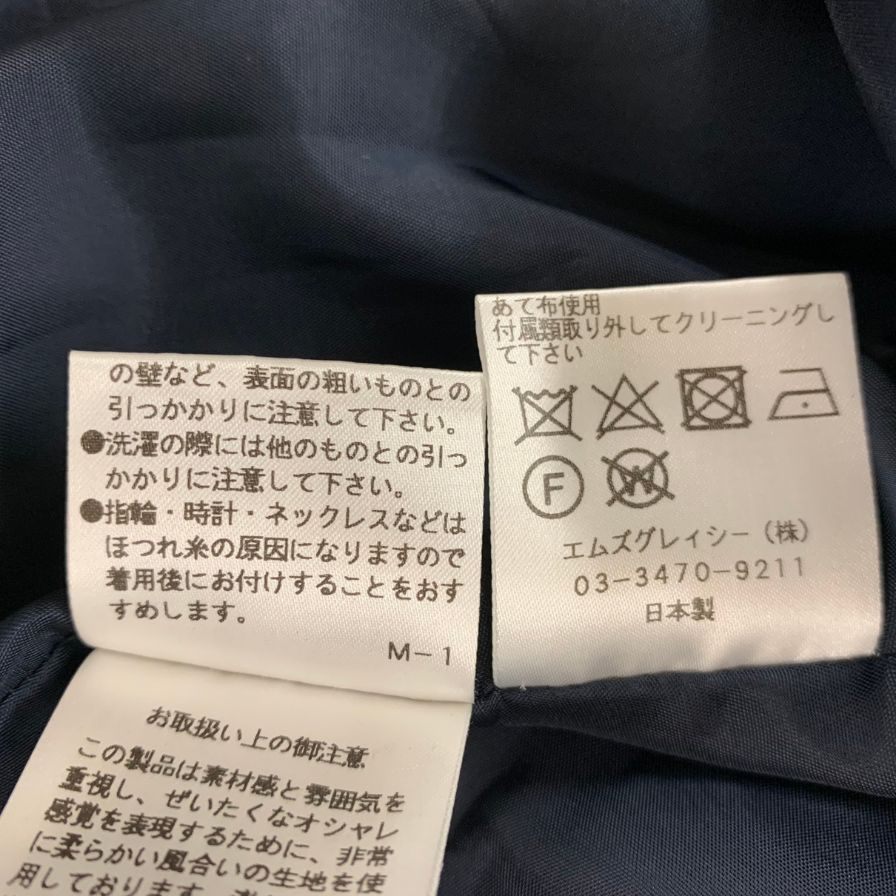 の壁など、表面の粗いものとの
引っかかりに注意して下さい。
●洗濯の際には他のものとの引っ
かかりに注意して下さい。
●指輪・時計・ネックレスなどは
ほつれ糸の原因になりますので
着用後にお付けすることをおす
すめします。
M-1
あて布使用
付属類取り外してクリーニングし
て下さい
F
W
エムズグレイシー(株)
03-3470-9211
日本製
お取扱い上の御注意
この製品は素材感と雰囲気を
重視し、ぜいたくなオシャレ
感覚を表現するために、非常
に柔らかい風合いの生地を使
用しております。